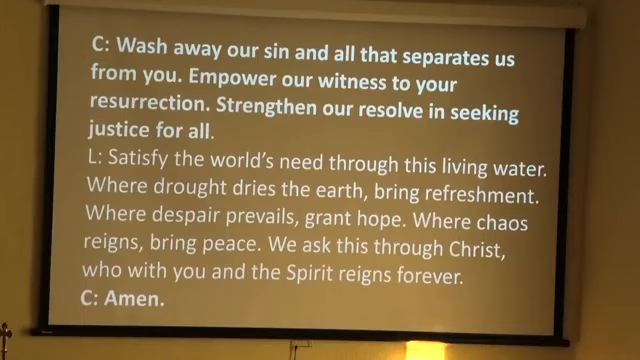 C: Wash away our sin and all that separates us
from you. Empower our witness to your
resurrection. Strengthen our resolve in seeking
justice for all.
L: Satisfy the world's need through this living water.
Where drought dries the earth, bring refreshment.
Where despair prevails, grant hope. Where chaos
reigns, bring peace. We ask this through Christ,
who with you and the Spirit reigns forever.
C: Amen.